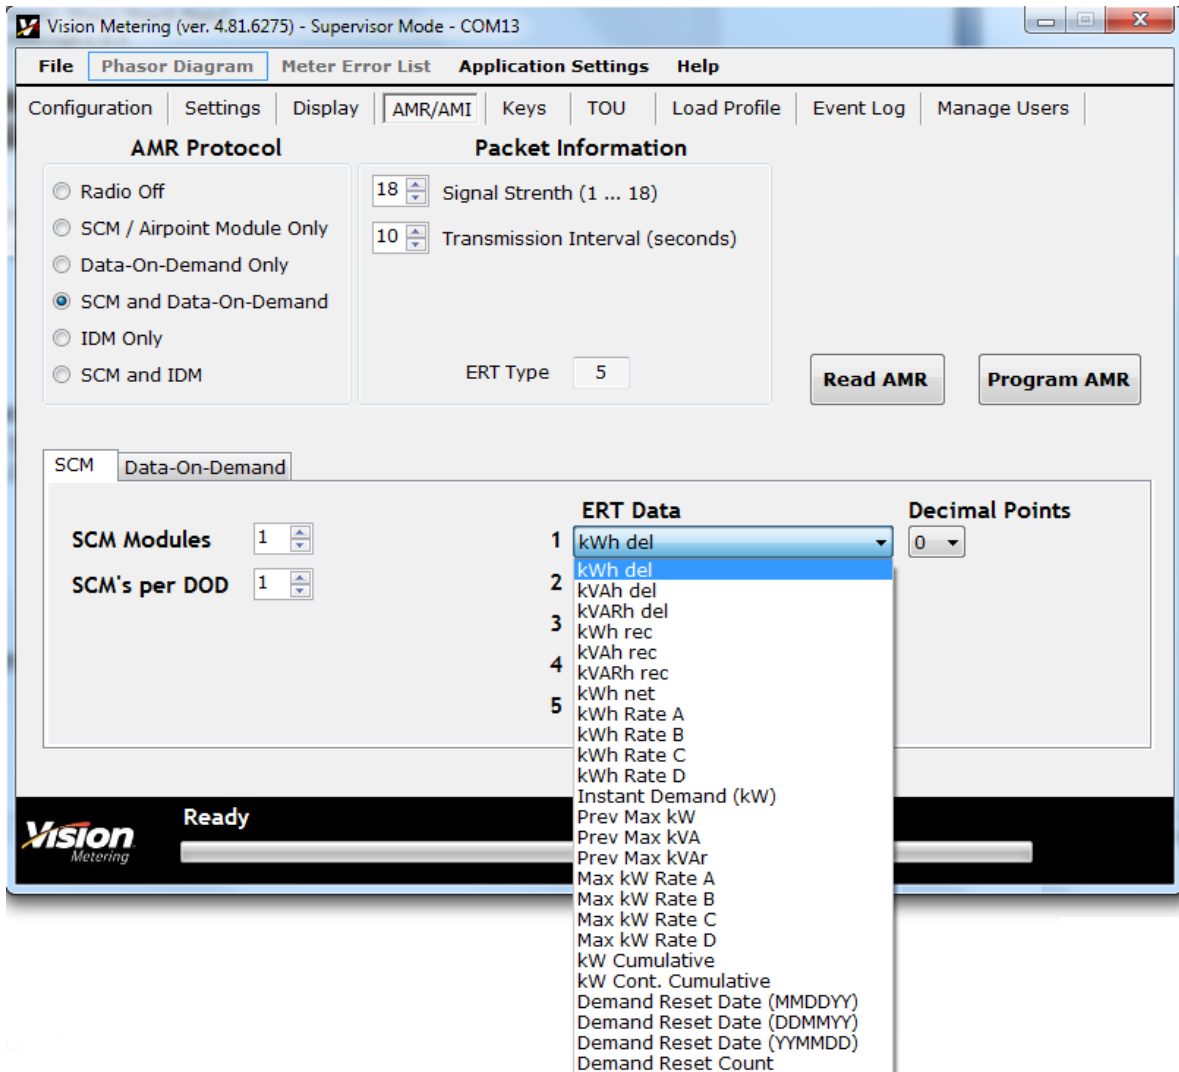 Vision Metering (ver. 4.81.6275) - Supervisor Mode - COM13
File Phasor Diagram Meter Error List Application Settings Help
Configuration Settings Display AMR/AMI Keys TOU Load Profile Event Log Manage Users
AMR Protocol
Radio Off
SCM / Airpoint Module Only
Data-On-Demand Only
SCM and Data-On-Demand
IDM Only
SCM and IDM
Packet Information
18 Signal Strenth (1 ... 18)
10 Transmission Interval (seconds)
ERT Type 5
Read AMR Program AMR
SCM Data-On-Demand
SCM Modules 1
SCM's per DOD 1
ERT Data Decimal Points
1 kWh del 0
2
3
4
5
kWh del
kVAh del
kVARh del
kWh rec
kVAh rec
kVARh rec
kWh net
kWh Rate A
kWh Rate B
kWh Rate C
kWh Rate D
Instant Demand (kW)
Prev Max kW
Prev Max kVA
Prev Max kVAr
Max kW Rate A
Max kW Rate B
Max kW Rate C
Max kW Rate D
kW Cumulative
kW Cont. Cumulative
Demand Reset Date (MMDDYY)
Demand Reset Date (DDMMYY)
Demand Reset Date (YYMMDD)
Demand Reset Count
Vision
Metering
Ready